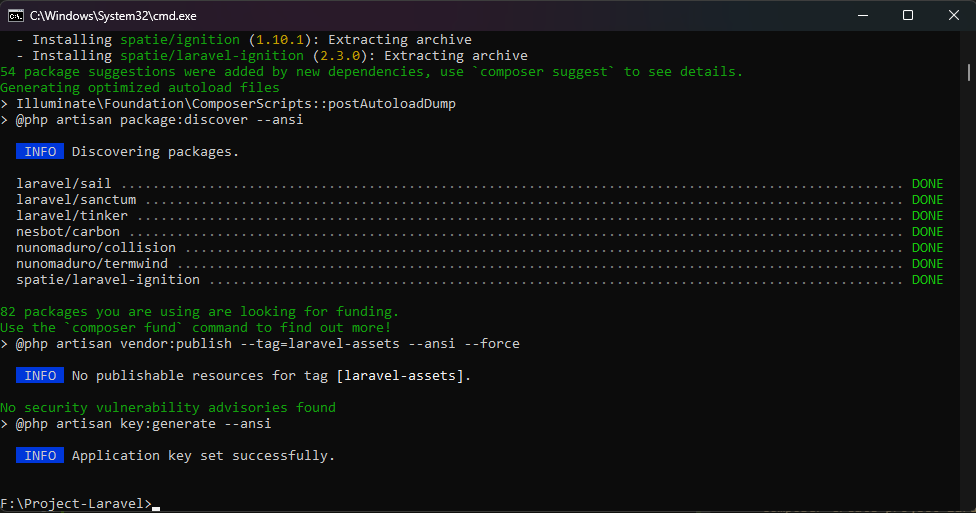 C:\Windows\System32\cmd.exe
- Installing spatie/ignition (1.10.1): Extracting archive
- Installing spatie/laravel-ignition (2.3.0): Extracting archive
54 package suggestions were added by new dependencies, use `composer suggest` to see details.
Generating optimized autoload files
> Illuminate\Foundation\ComposerScripts::postAutoloadDump
> @php artisan package:discover --ansi
INFO Discovering packages.
laravel/sail .................................................................................................. DONE
laravel/sanctum ............................................................................................... DONE
laravel/tinker ................................................................................................ DONE
nesbot/carbon ................................................................................................. DONE
nunomaduro/collision .......................................................................................... DONE
nunomaduro/termwind ........................................................................................... DONE
spatie/laravel-ignition ....................................................................................... DONE
82 packages you are using are looking for funding.
Use the `composer fund` command to find out more!
> @php artisan vendor:publish --tag=laravel-assets --ansi --force
INFO No publishable resources for tag [laravel-assets].
No security vulnerability advisories found
> @php artisan key:generate --ansi
INFO Application key set successfully.
F:\Project-Laravel>